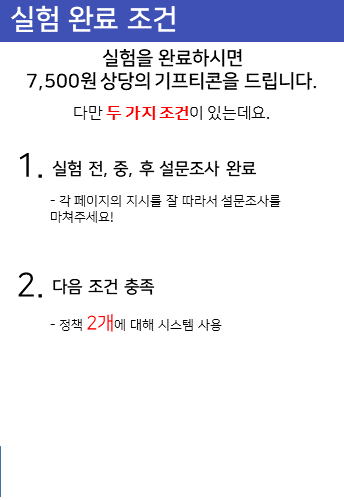 실험 완료 조건
실험을 완료하시면
7,500원 상당의 기프티콘을 드립니다.
다만 두 가지 조건이 있는데요.
1. 실험 전, 중, 후 설문조사 완료
- 각 페이지의 지시를 잘 따라서 설문조사를
마쳐주세요!
2. 다음 조건 충족
- 정책 2개에 대해 시스템 사용